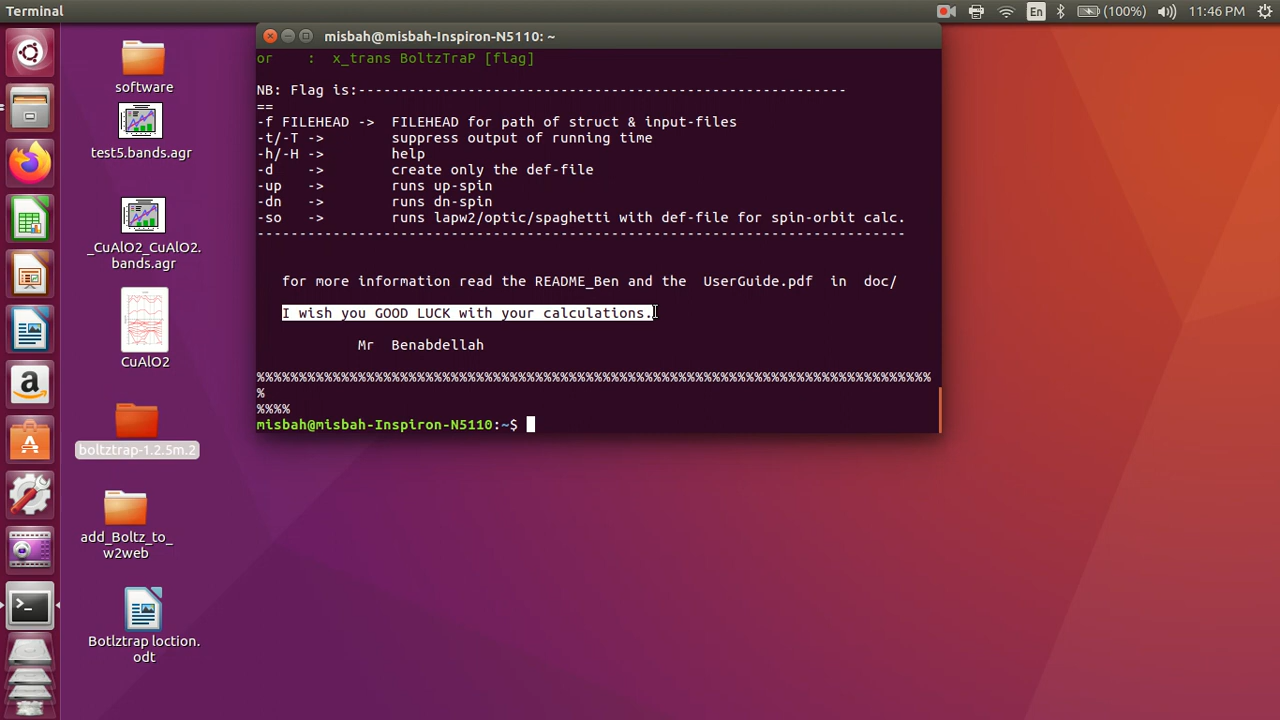 Terminal
En
(100%)
11:46 PM
misbah@misbah-Inspiron-N5110: ~
or : x_trans BoltzTraP [flag]
NB: Flag is:----------------------------------------------------------
==
-f FILEHEAD -> FILEHEAD for path of struct & input-files
-t/-T -> suppress output of running time
-h/-H -> help
-d -> create only the def-file
-up -> runs up-spin
-dn -> runs dn-spin
-so -> runs lapw2/optic/spaghetti with def-file for spin-orbit calc.
-----------------------------------------------------------------------------
for more information read the README_Ben and the UserGuide.pdf in doc/
I wish you GOOD LUCK with your calculations.
Mr Benabdellah
%%%%%%%%%%%%%%%%%%%%%%%%%%%%%%%%%%%%%%%%%%%%%%%%%%%%%%%%%%%%%%%%%%%%%%%%%%%%%%
%
%%%%
misbah@misbah-Inspiron-N5110:~$
software
test5.bands.agr
_CuAlO2_CuAlO2.
bands.agr
CuAlO2
boltztrap-1.2.5m.2
add_Boltz_to_
w2web
Botlztrap loction.
odt